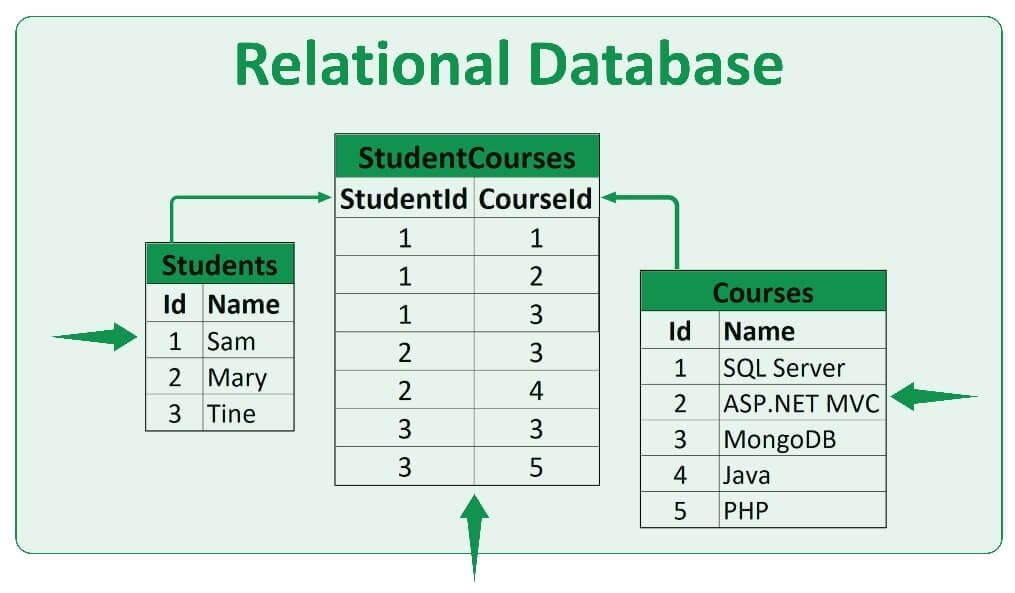 Relational Database
StudentCourses
StudentId CourseId
1 1
1 2
1 3
2 3
2 4
3 3
3 5
Students
Id Name
1 Sam
2 Mary
3 Tine
Courses
Id Name
1 SQL Server
2 ASP.NET MVC
3 MongoDB
4 Java
5 PHP